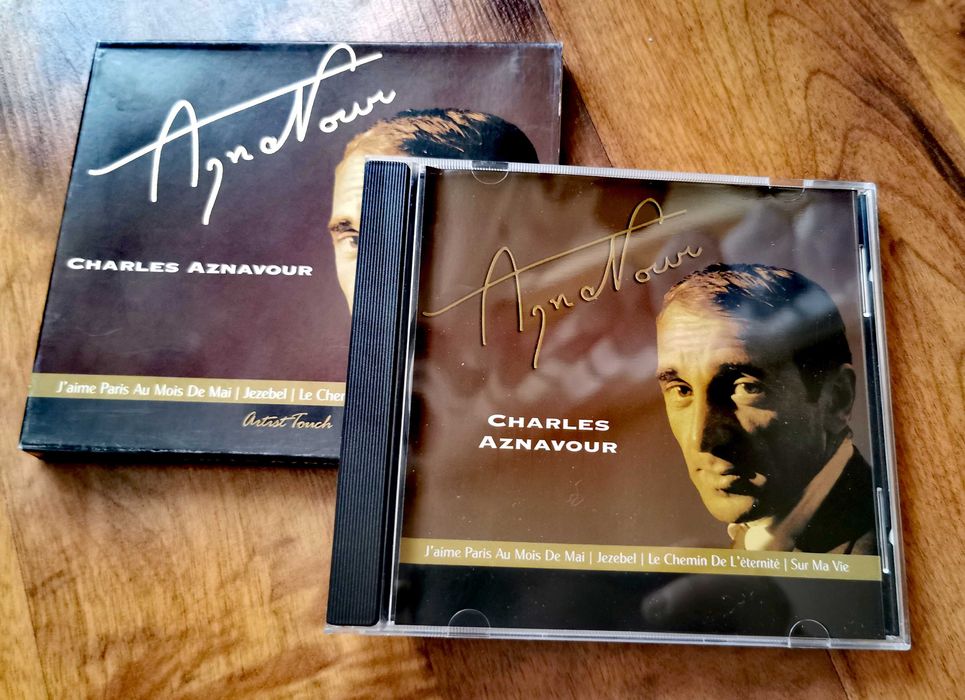 Aznavour
CHARLES AZNAVOUR
J'aime Paris Au Mois De Maï | Jezebel | Le Chem
Artist Touch
Aznavour
CHARLES
AZNAVOUR
J'aime Paris Au Mois De Mai | Jezebel | Le Chemin De L'éternité | Sur Ma Vie